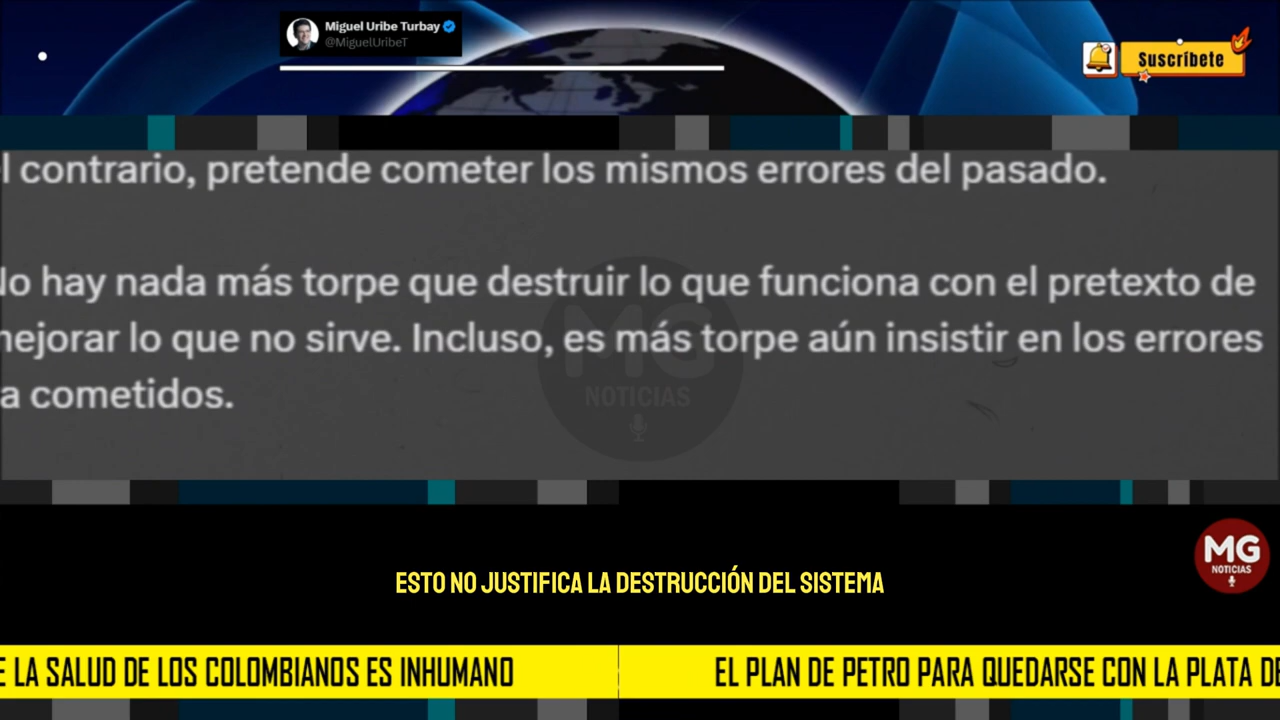 Miguel Uribe Turbay
@MiguelUribeT
Suscríbete
l contrario, pretende cometer los mismos errores del pasado.
No hay nada más torpe que destruir lo que funciona con el pretexto de
mejorar lo que no sirve. Incluso, es más torpe aún insistir en los errores
a cometidos.
MG
NOTICIAS
MG
NOTICIAS
ESTO NO JUSTIFICA LA DESTRUCCIÓN DEL SISTEMA
E LA SALUD DE LOS COLOMBIANOS ES INHUMANO
EL PLAN DE PETRO PARA QUEDARSE CON LA PLATA DE